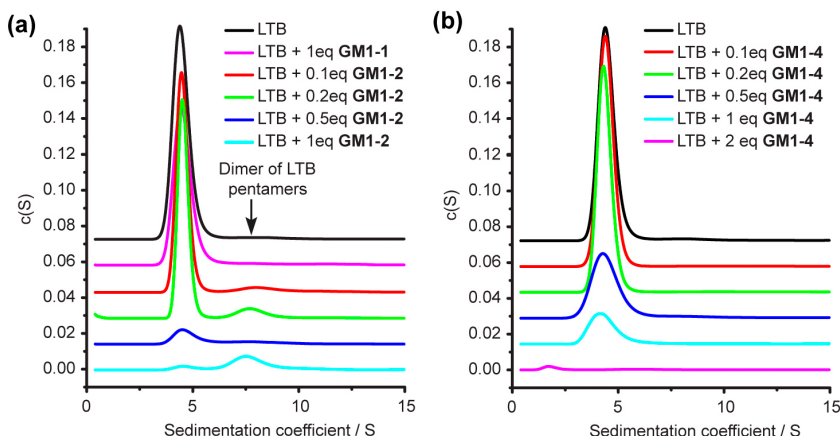 (a)
LTB
LTB + 1eq GM1-1
LTB + 0.1eq GM1-2
LTB + 0.2eq GM1-2
LTB + 0.5eq GM1-2
LTB + 1eq GM1-2
Dimer of LTB
pentamers
c(S)
0.18
0.16
0.14
0.12
0.10
0.08
0.06
0.04
0.02
0.00
0
5
10
15
Sedimentation coefficient / S
(b)
LTB
LTB + 0.1eq GM1-4
LTB + 0.2eq GM1-4
LTB + 0.5eq GM1-4
LTB + 1 eq GM1-4
LTB + 2 eq GM1-4
c(S)
0.18
0.16
0.14
0.12
0.10
0.08
0.06
0.04
0.02
0.00
0
5
10
15
Sedimentation coefficient / S